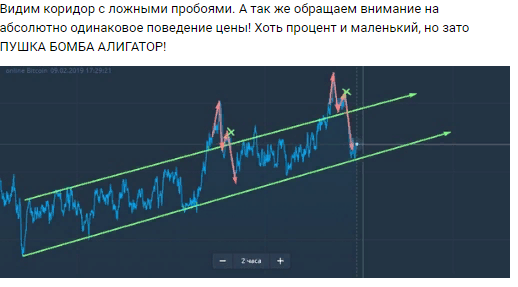 Видим коридор с ложными пробоями. А так же обращаем внимание на
абсолютно одинаковое поведение цены! Хоть процент и маленький, но зато
ПУШКА БОМБА АЛИГАТОР!
online Bitcoin 09.02.2019 17:29:21
− 2 часа +